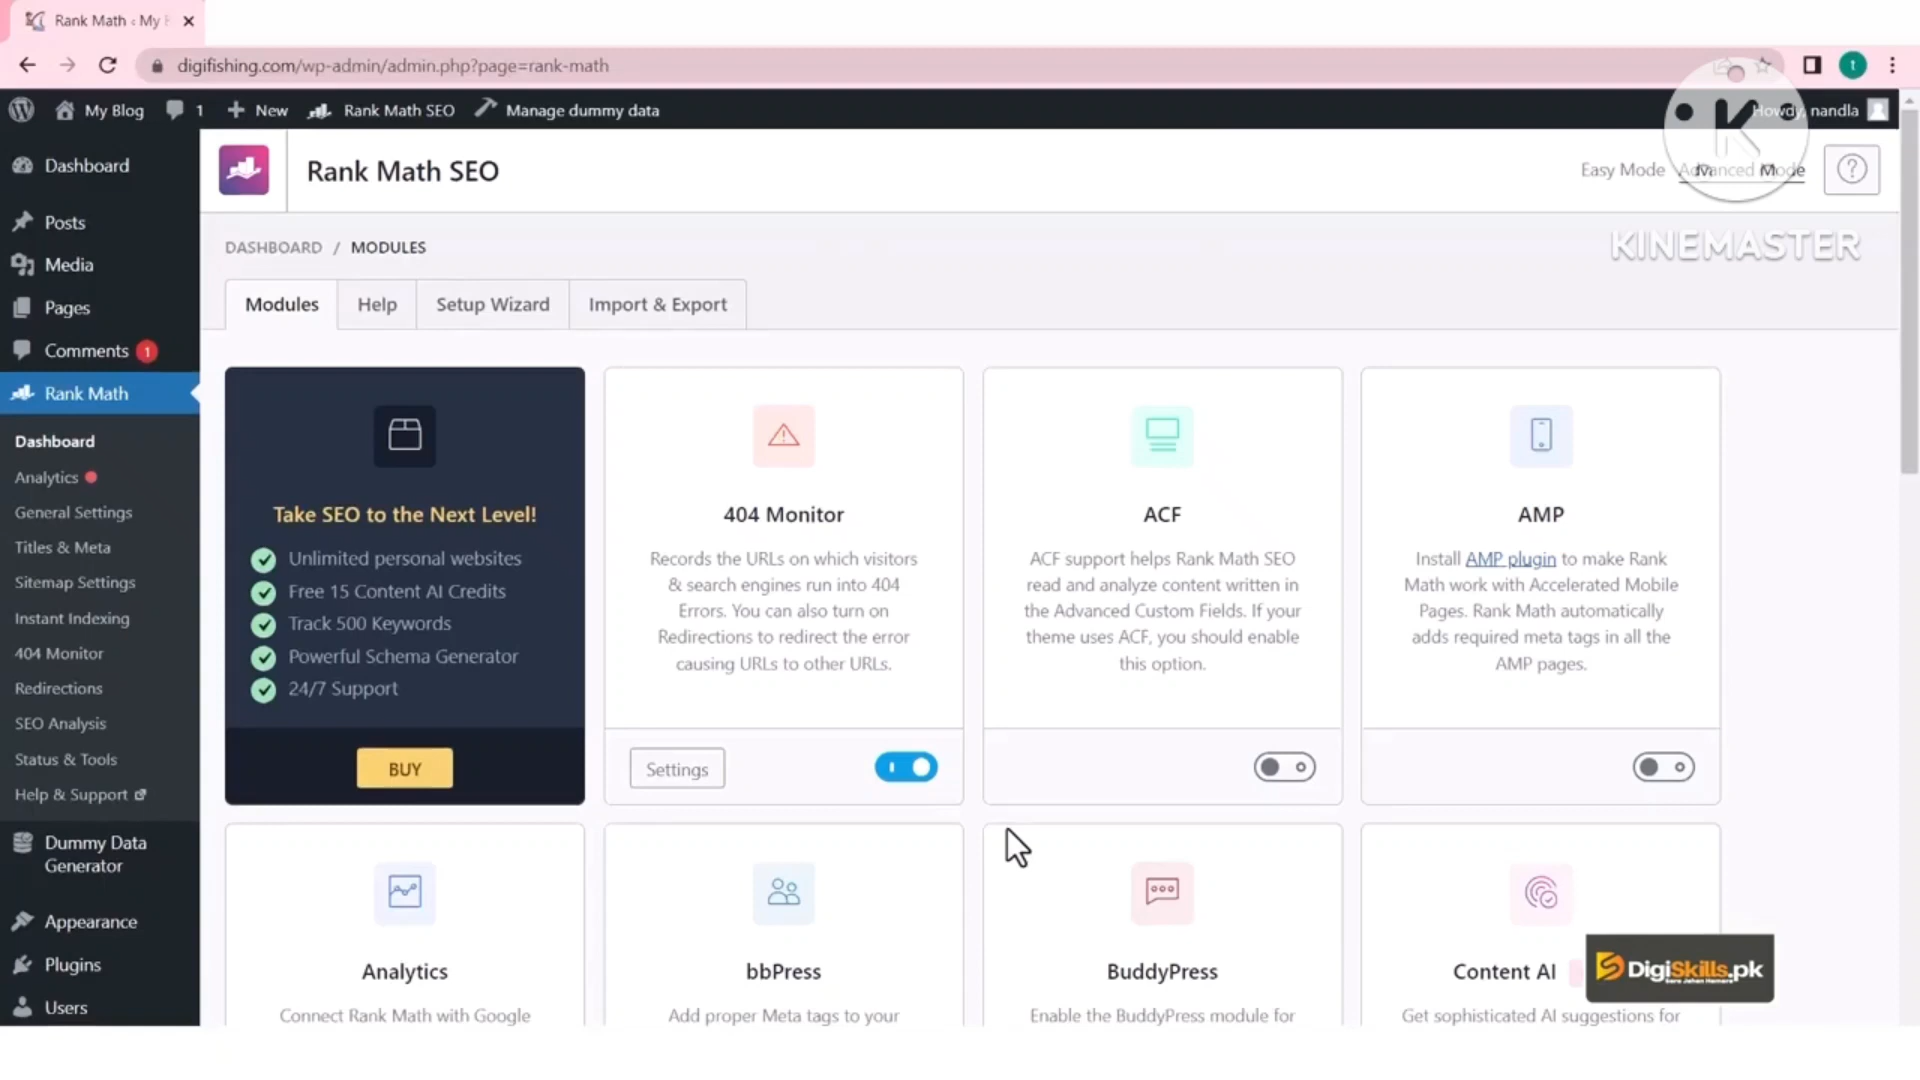 Rank Math ‹ My
digifishing.com/wp-admin/admin.php?page=rank-math
My Blog 1 New Rank Math SEO Manage dummy data Howdy, nandla
Dashboard
Posts
Media
Pages
Comments 1
Rank Math
Dashboard
Analytics
General Settings
Titles & Meta
Sitemap Settings
Instant Indexing
404 Monitor
Redirections
SEO Analysis
Status & Tools
Help & Support
Dummy Data
Generator
Appearance
Plugins
Users
Rank Math SEO
Easy Mode Advanced Mode
K
KINEMASTER
DASHBOARD / MODULES
Modules Help Setup Wizard Import & Export
Take SEO to the Next Level!
Unlimited personal websites
Free 15 Content AI Credits
Track 500 Keywords
Powerful Schema Generator
24/7 Support
BUY
404 Monitor
Records the URLs on which visitors
& search engines run into 404
Errors. You can also turn on
Redirections to redirect the error
causing URLs to other URLs.
Settings
ACF
ACF support helps Rank Math SEO
read and analyze content written in
the Advanced Custom Fields. If your
theme uses ACF, you should enable
this option.
AMP
Install AMP plugin to make Rank
Math work with Accelerated Mobile
Pages. Rank Math automatically
adds required meta tags in all the
AMP pages.
Analytics
Connect Rank Math with Google
bbPress
Add proper Meta tags to your
BuddyPress
Enable the BuddyPress module for
Content AI
Get sophisticated AI suggestions for
DigiSkills.pk